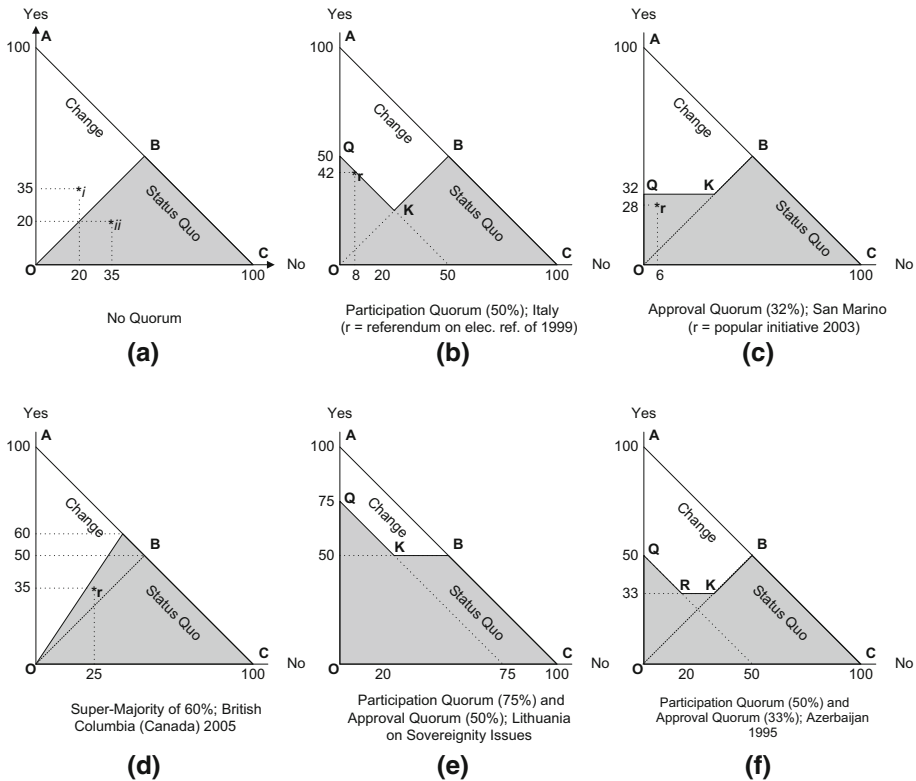 Yes
A
100
Change
B
35
*i
20
*ii
Status Quo
O
20
35
C
100
No
No Quorum
(a)
Yes
A
100
Change
Q
50
B
42
*r
K
Status Quo
O
8
20
50
C
100
No
Participation Quorum (50%); Italy
(r = referendum on elec. ref. of 1999)
(b)
Yes
A
100
Change
B
32
Q
K
28
*r
Status Quo
O
6
C
100
No
Approval Quorum (32%); San Marino
(r = popular initiative 2003)
(c)
Yes
A
100
Change
60
50
B
35
*r
Status Quo
O
25
C
100
No
Super-Majority of 60%; British
Columbia (Canada) 2005
(d)
Yes
A
100
Q
75
Change
50
K
B
Status Quo
O
20
75
C
100
No
Participation Quorum (75%) and
Approval Quorum (50%); Lithuania
on Sovereignity Issues
(e)
Yes
A
100
Change
Q
50
B
R
K
33
Status Quo
O
20
50
C
100
No
Participation Quorum (50%) and
Approval Quorum (33%); Azerbaijan
1995
(f)